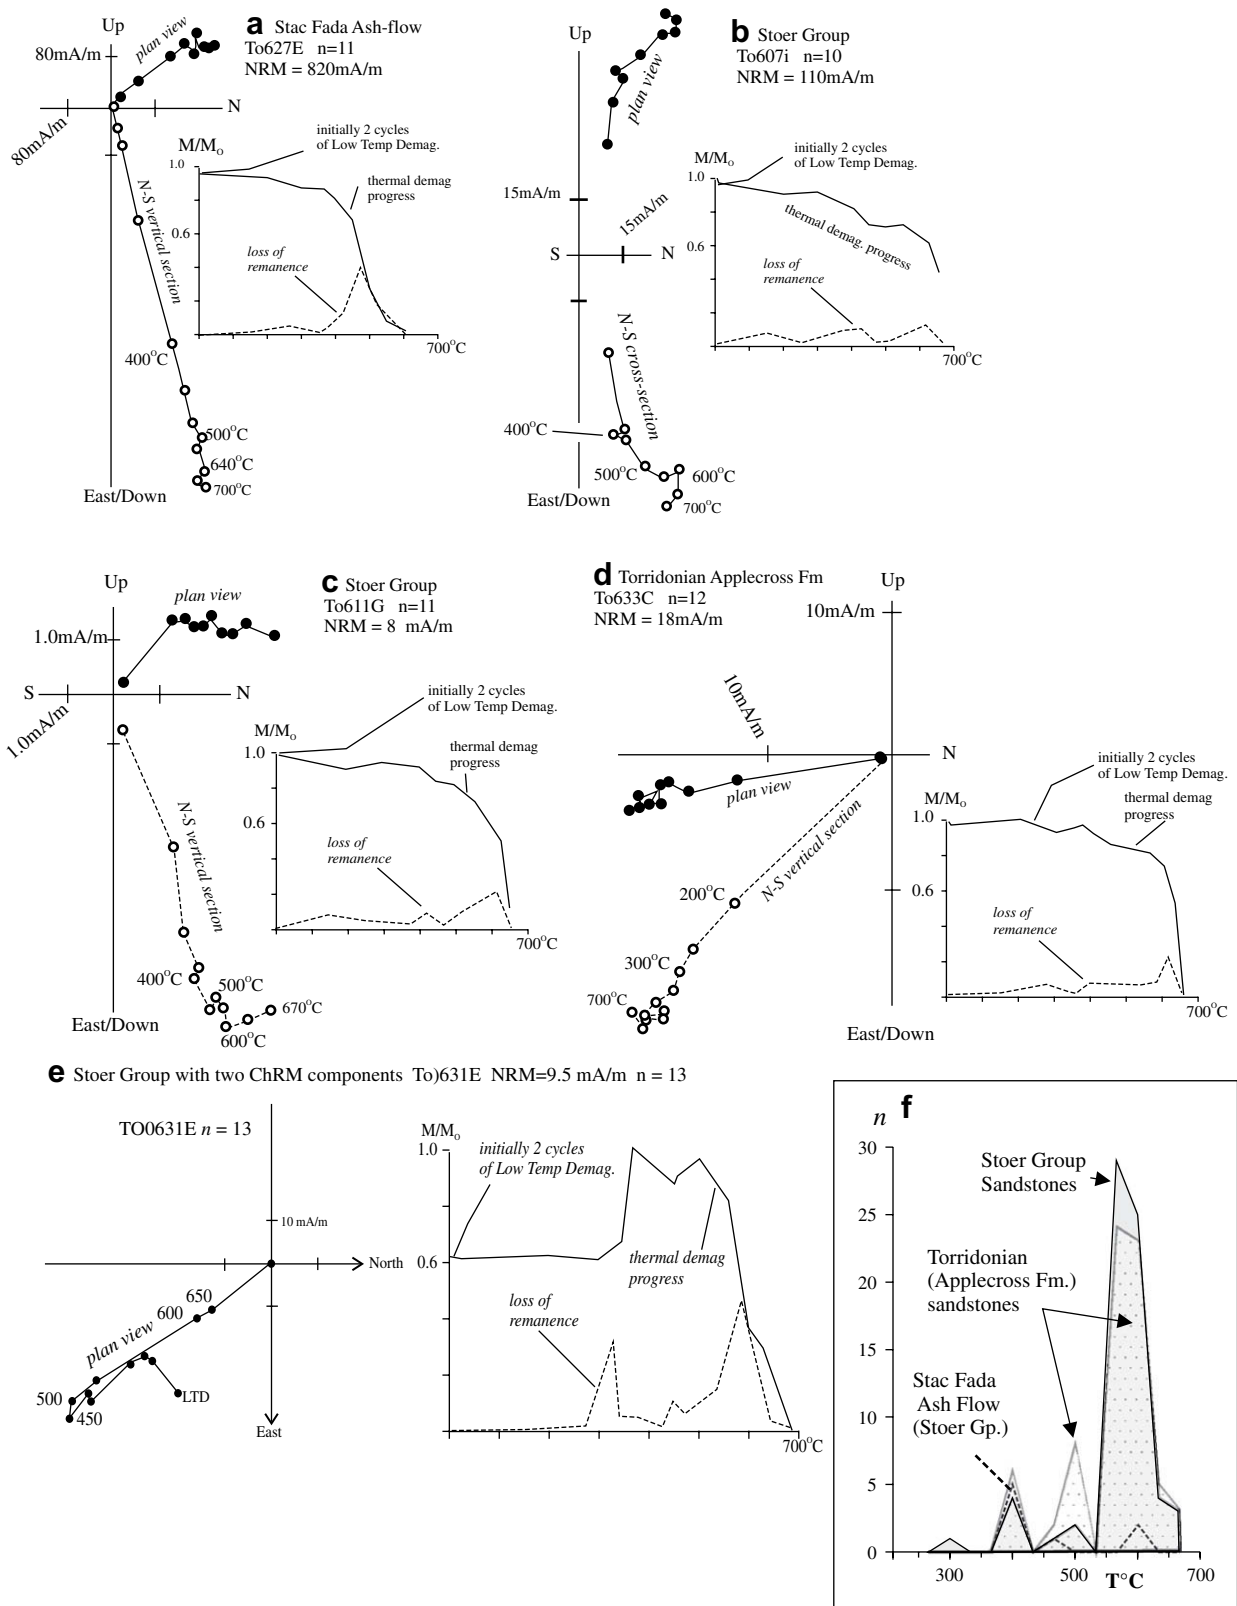 Up
a Stac Fada Ash-flow
To627E n=11
NRM = 820mA/m
80mA/m
plan view
N
80mA/m
N-S vertical section
400°C
500°C
640°C
700°C
East/Down
M/Mo
1.0
0.6
initially 2 cycles
of Low Temp Demag.
thermal demag
progress
loss of
remanence
700°C
Up
b Stoer Group
To607i n=10
NRM = 110mA/m
plan view
15mA/m
15mA/m
S
N
N-S cross-section
400°C
500°C
600°C
700°C
East/Down
M/Mo
1.0
0.6
initially 2 cycles
of Low Temp Demag.
thermal demag. progress
loss of
remanence
700°C
Up
c Stoer Group
To611G n=11
NRM = 8 mA/m
plan view
1.0mA/m
S
N
1.0mA/m
N-S vertical section
400°C
500°C
670°C
600°C
East/Down
M/Mo
1.0
0.6
initially 2 cycles
of Low Temp Demag.
thermal demag
progress
loss of
remanence
700°C
d Torridonian Applecross Fm
To633C n=12
NRM = 18mA/m
Up
10mA/m
10mA/m
N
plan view
N-S vertical section
200°C
300°C
700°C
East/Down
M/Mo
1.0
0.6
initially 2 cycles
of Low Temp Demag.
thermal demag
progress
loss of
remanence
700°C
e Stoer Group with two ChRM components To)631E NRM=9.5 mA/m n = 13
TO0631E n = 13
10 mA/m
North
650
600
plan view
500
450
LTD
East
M/Mo
1.0
0.6
initially 2 cycles
of Low Temp Demag.
thermal demag
progress
loss of
remanence
700°C
f
n
30
25
20
15
10
5
0
Stoer Group
Sandstones
Torridonian
(Applecross Fm.)
sandstones
Stac Fada
Ash Flow
(Stoer Gp.)
300
500
T°C
700